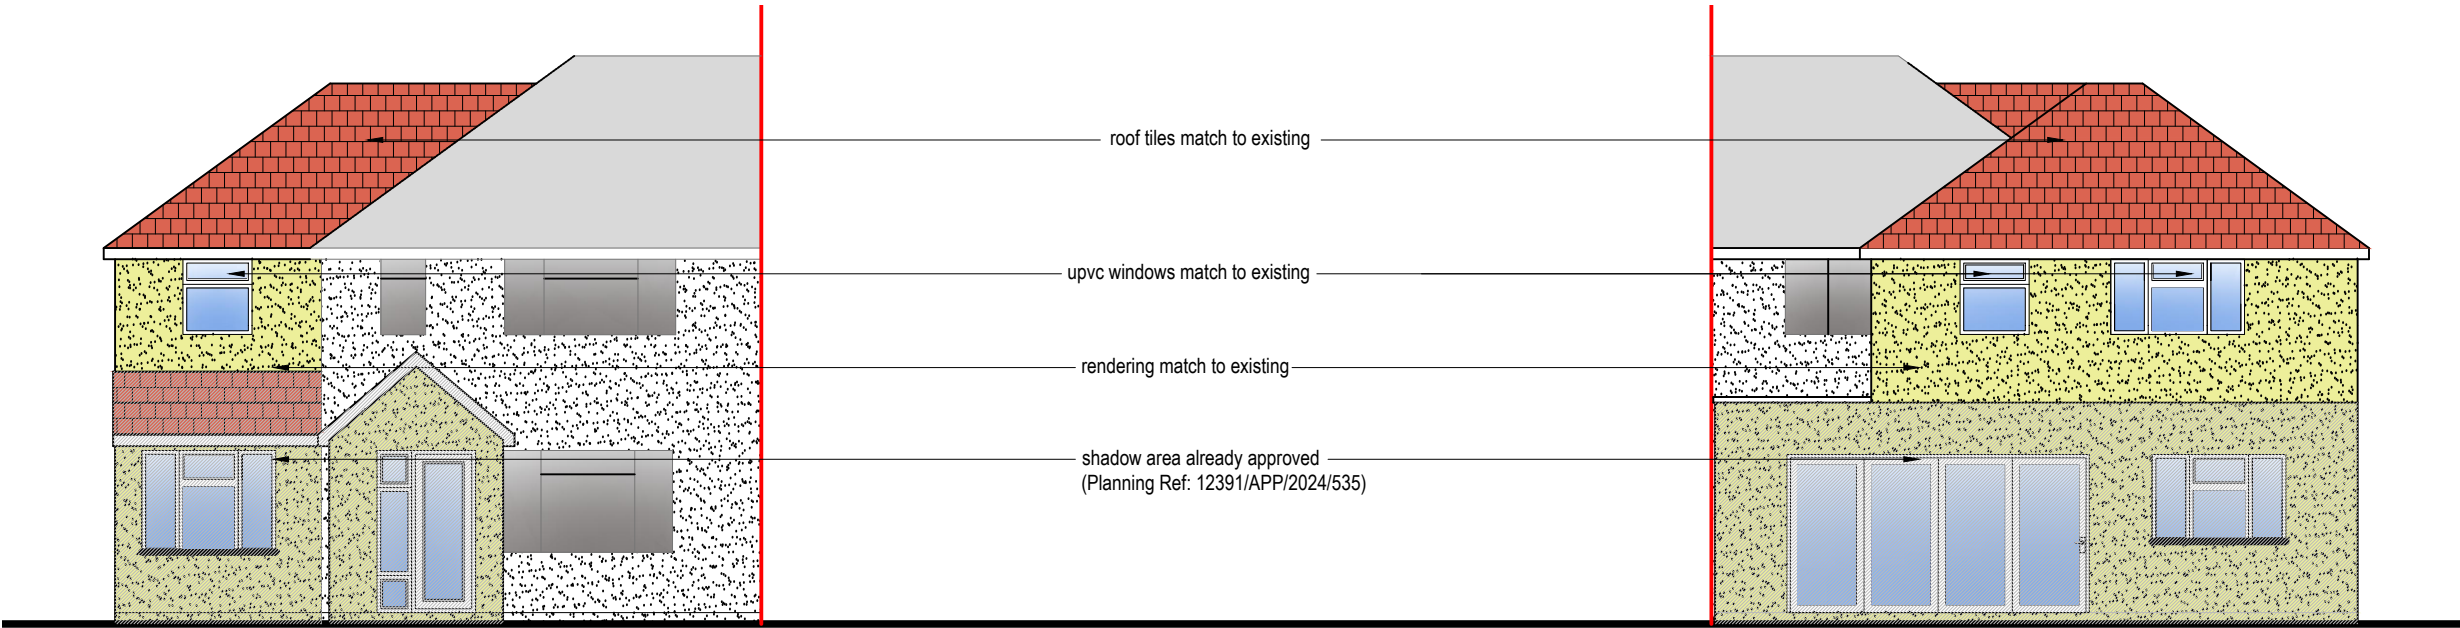 roof tiles match to existing
upvc windows match to existing
rendering match to existing
shadow area already approved
(Planning Ref: 12391/APP/2024/535)